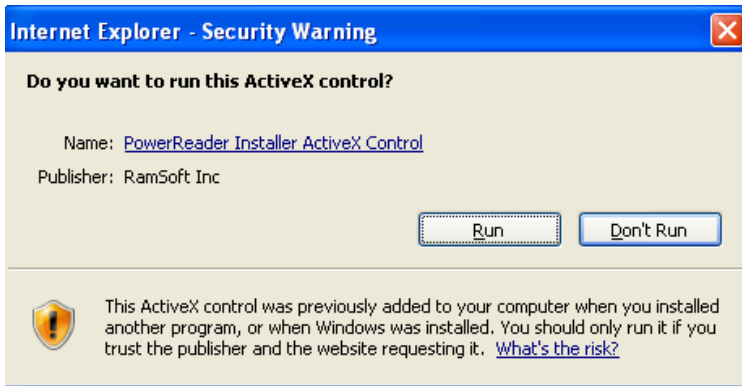 Internet Explorer - Security Warning
Do you want to run this ActiveX control?
Name: PowerReader Installer ActiveX Control
Publisher: RamSoft Inc
Run Don't Run
This ActiveX control was previously added to your computer when you installed
another program, or when Windows was installed. You should only run it if you
trust the publisher and the website requesting it. What's the risk?